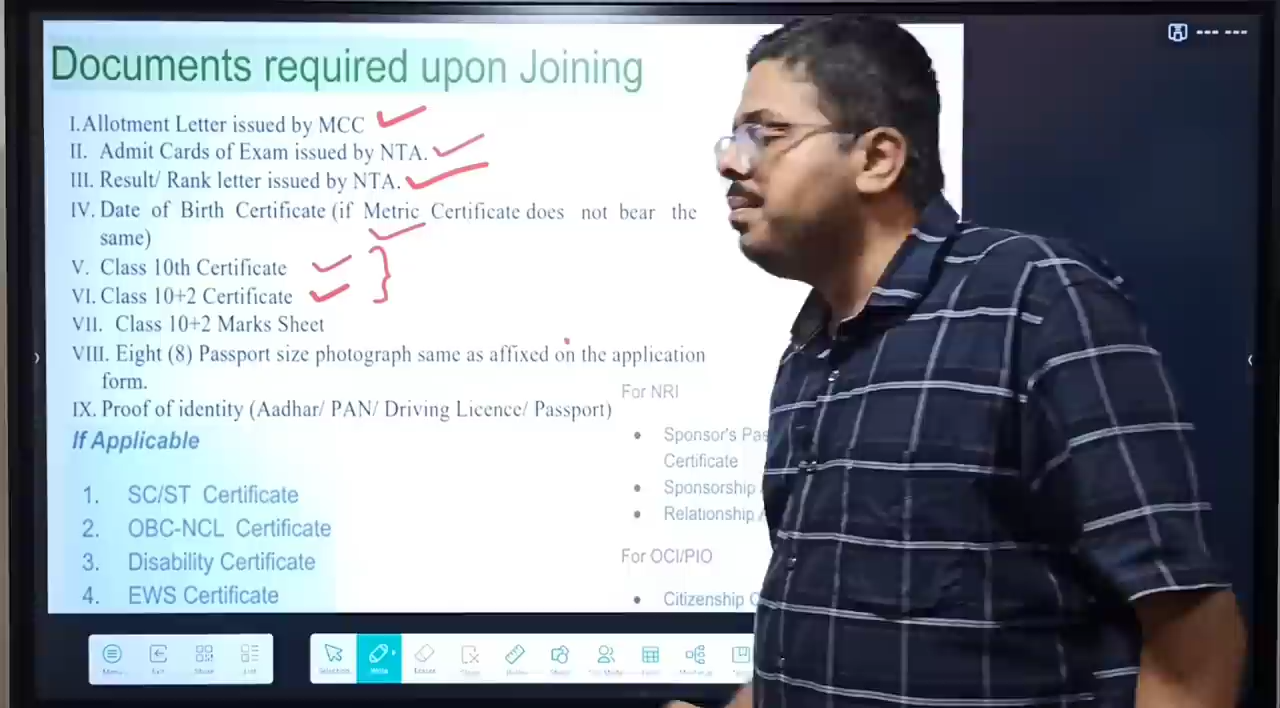 Documents required upon Joining
I.Allotment Letter issued by MCC
II. Admit Cards of Exam issued by NTA.
III. Result/ Rank letter issued by NTA.
IV. Date of Birth Certificate (if Metric Certificate does not bear the
same)
V. Class 10th Certificate
VI. Class 10+2 Certificate
VII. Class 10+2 Marks Sheet
VIII. Eight (8) Passport size photograph same as affixed on the application
form.
IX. Proof of identity (Aadhar/ PAN/ Driving Licence/ Passport)
If Applicable
1. SC/ST Certificate
2. OBC-NCL Certificate
3. Disability Certificate
4. EWS Certificate
For NRI
• Sponsor's
Certificate
• Sponsorship
• Relationship
For OCI/PIO
• Citizenship